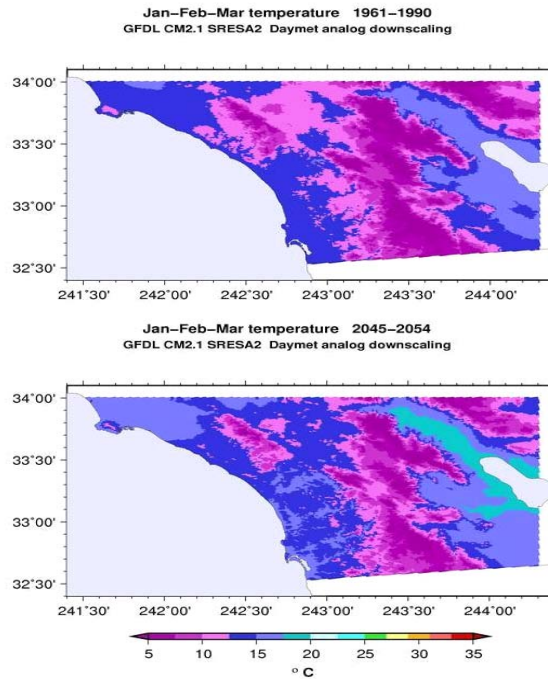 Jan-Feb-Mar temperature 1961-1990
GFDL CM2.1 SRESA2 Daymet analog downscaling
34°00'
33°30'
33°00'
32°30'
241°30' 242°00' 242°30' 243°00' 243°30' 244°00'
Jan-Feb-Mar temperature 2045-2054
GFDL CM2.1 SRESA2 Daymet analog downscaling
34°00'
33°30'
33°00'
32°30'
241°30' 242°00' 242°30' 243°00' 243°30' 244°00'
5 10 15 20 25 30 35
° C